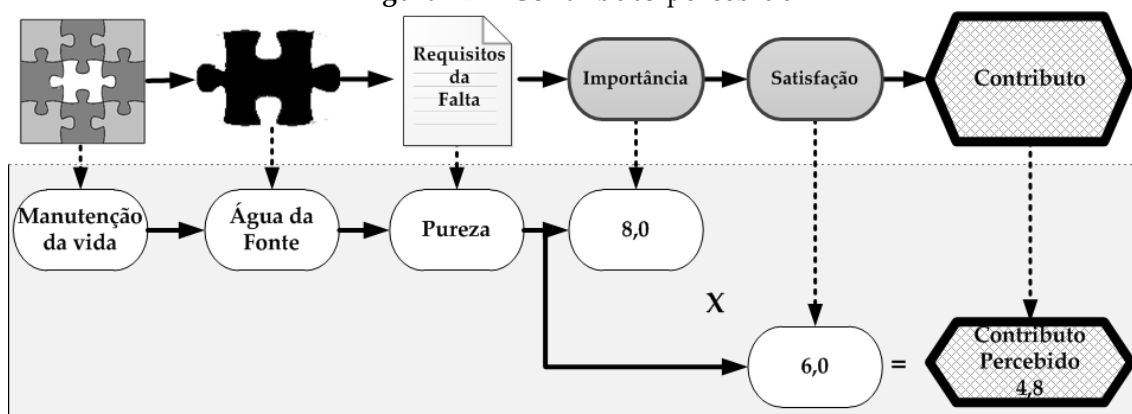 Requisitos
da
Falta
Importância
Satisfação
Contributo
Manutenção
da vida
Água da
Fonte
Pureza
8,0
X
6,0
=
Contributo
Percebido
4,8